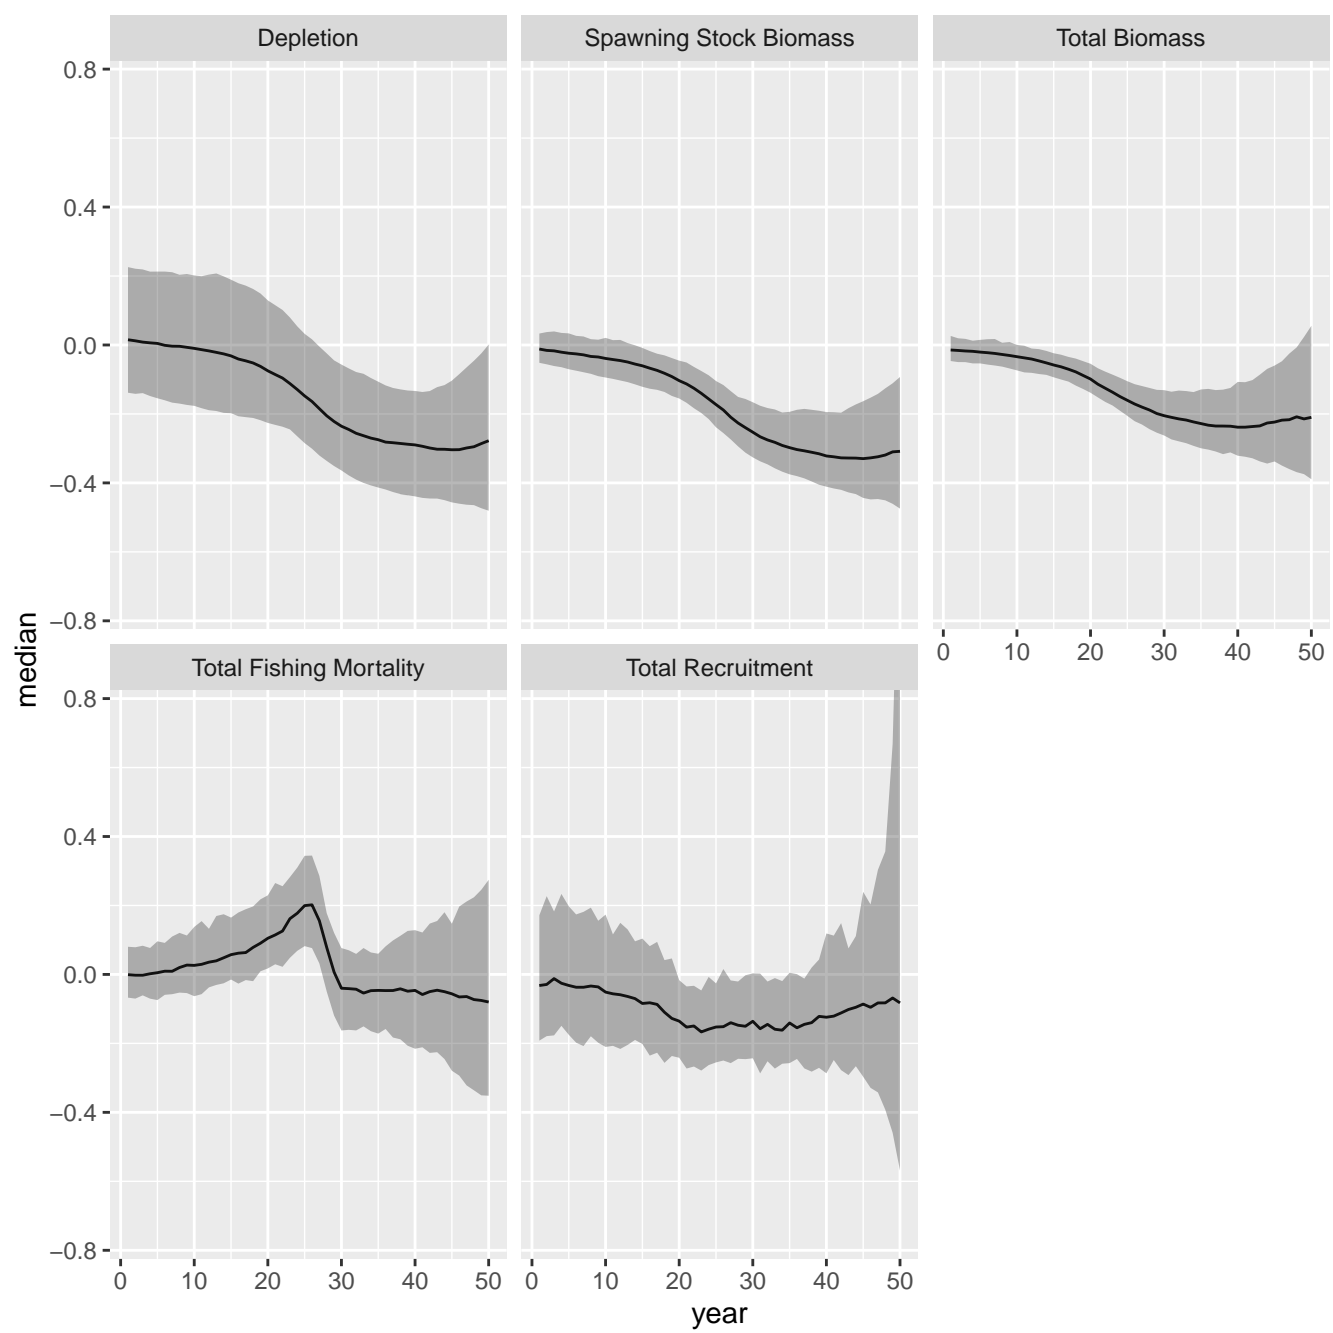 Depletion
Spawning Stock Biomass
Total Biomass
0.8
0.4
0.0
−0.4
−0.8
0 10 20 30 40 50
median
Total Fishing Mortality
Total Recruitment
0.8
0.4
0.0
−0.4
−0.8
0 10 20 30 40 50
0 10 20 30 40 50
year